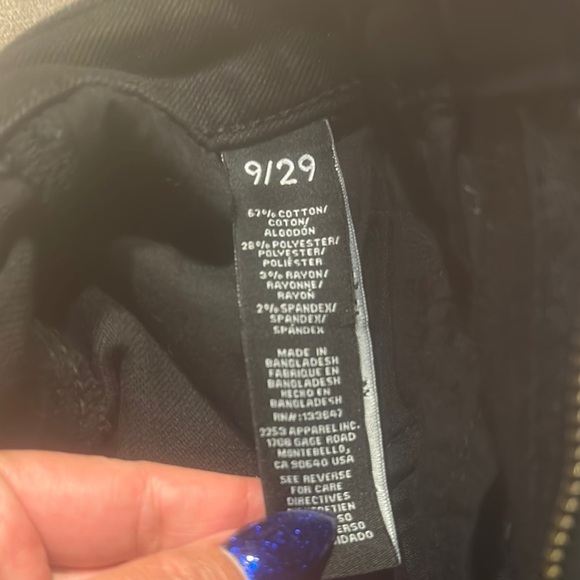 9/29
67% COTTON/
COTON/
ALGODÓN
28% POLYESTER/
POLYESTER/
POLIÉSTER
3% RAYON/
RAYONNE/
RAYON
2% SPANDEX/
SPANDEX/
SPANDEX
MADE IN
BANGLADESH
FABRIQUE EN
BANGLADESH
HECHO EN
BANGLADESH
RN#:133847
2253 APPAREL INC.
1708 GAGE ROAD
MONTEBELLO,
CA 90640 USA
SEE REVERSE
FOR CARE
DIRECTIVES